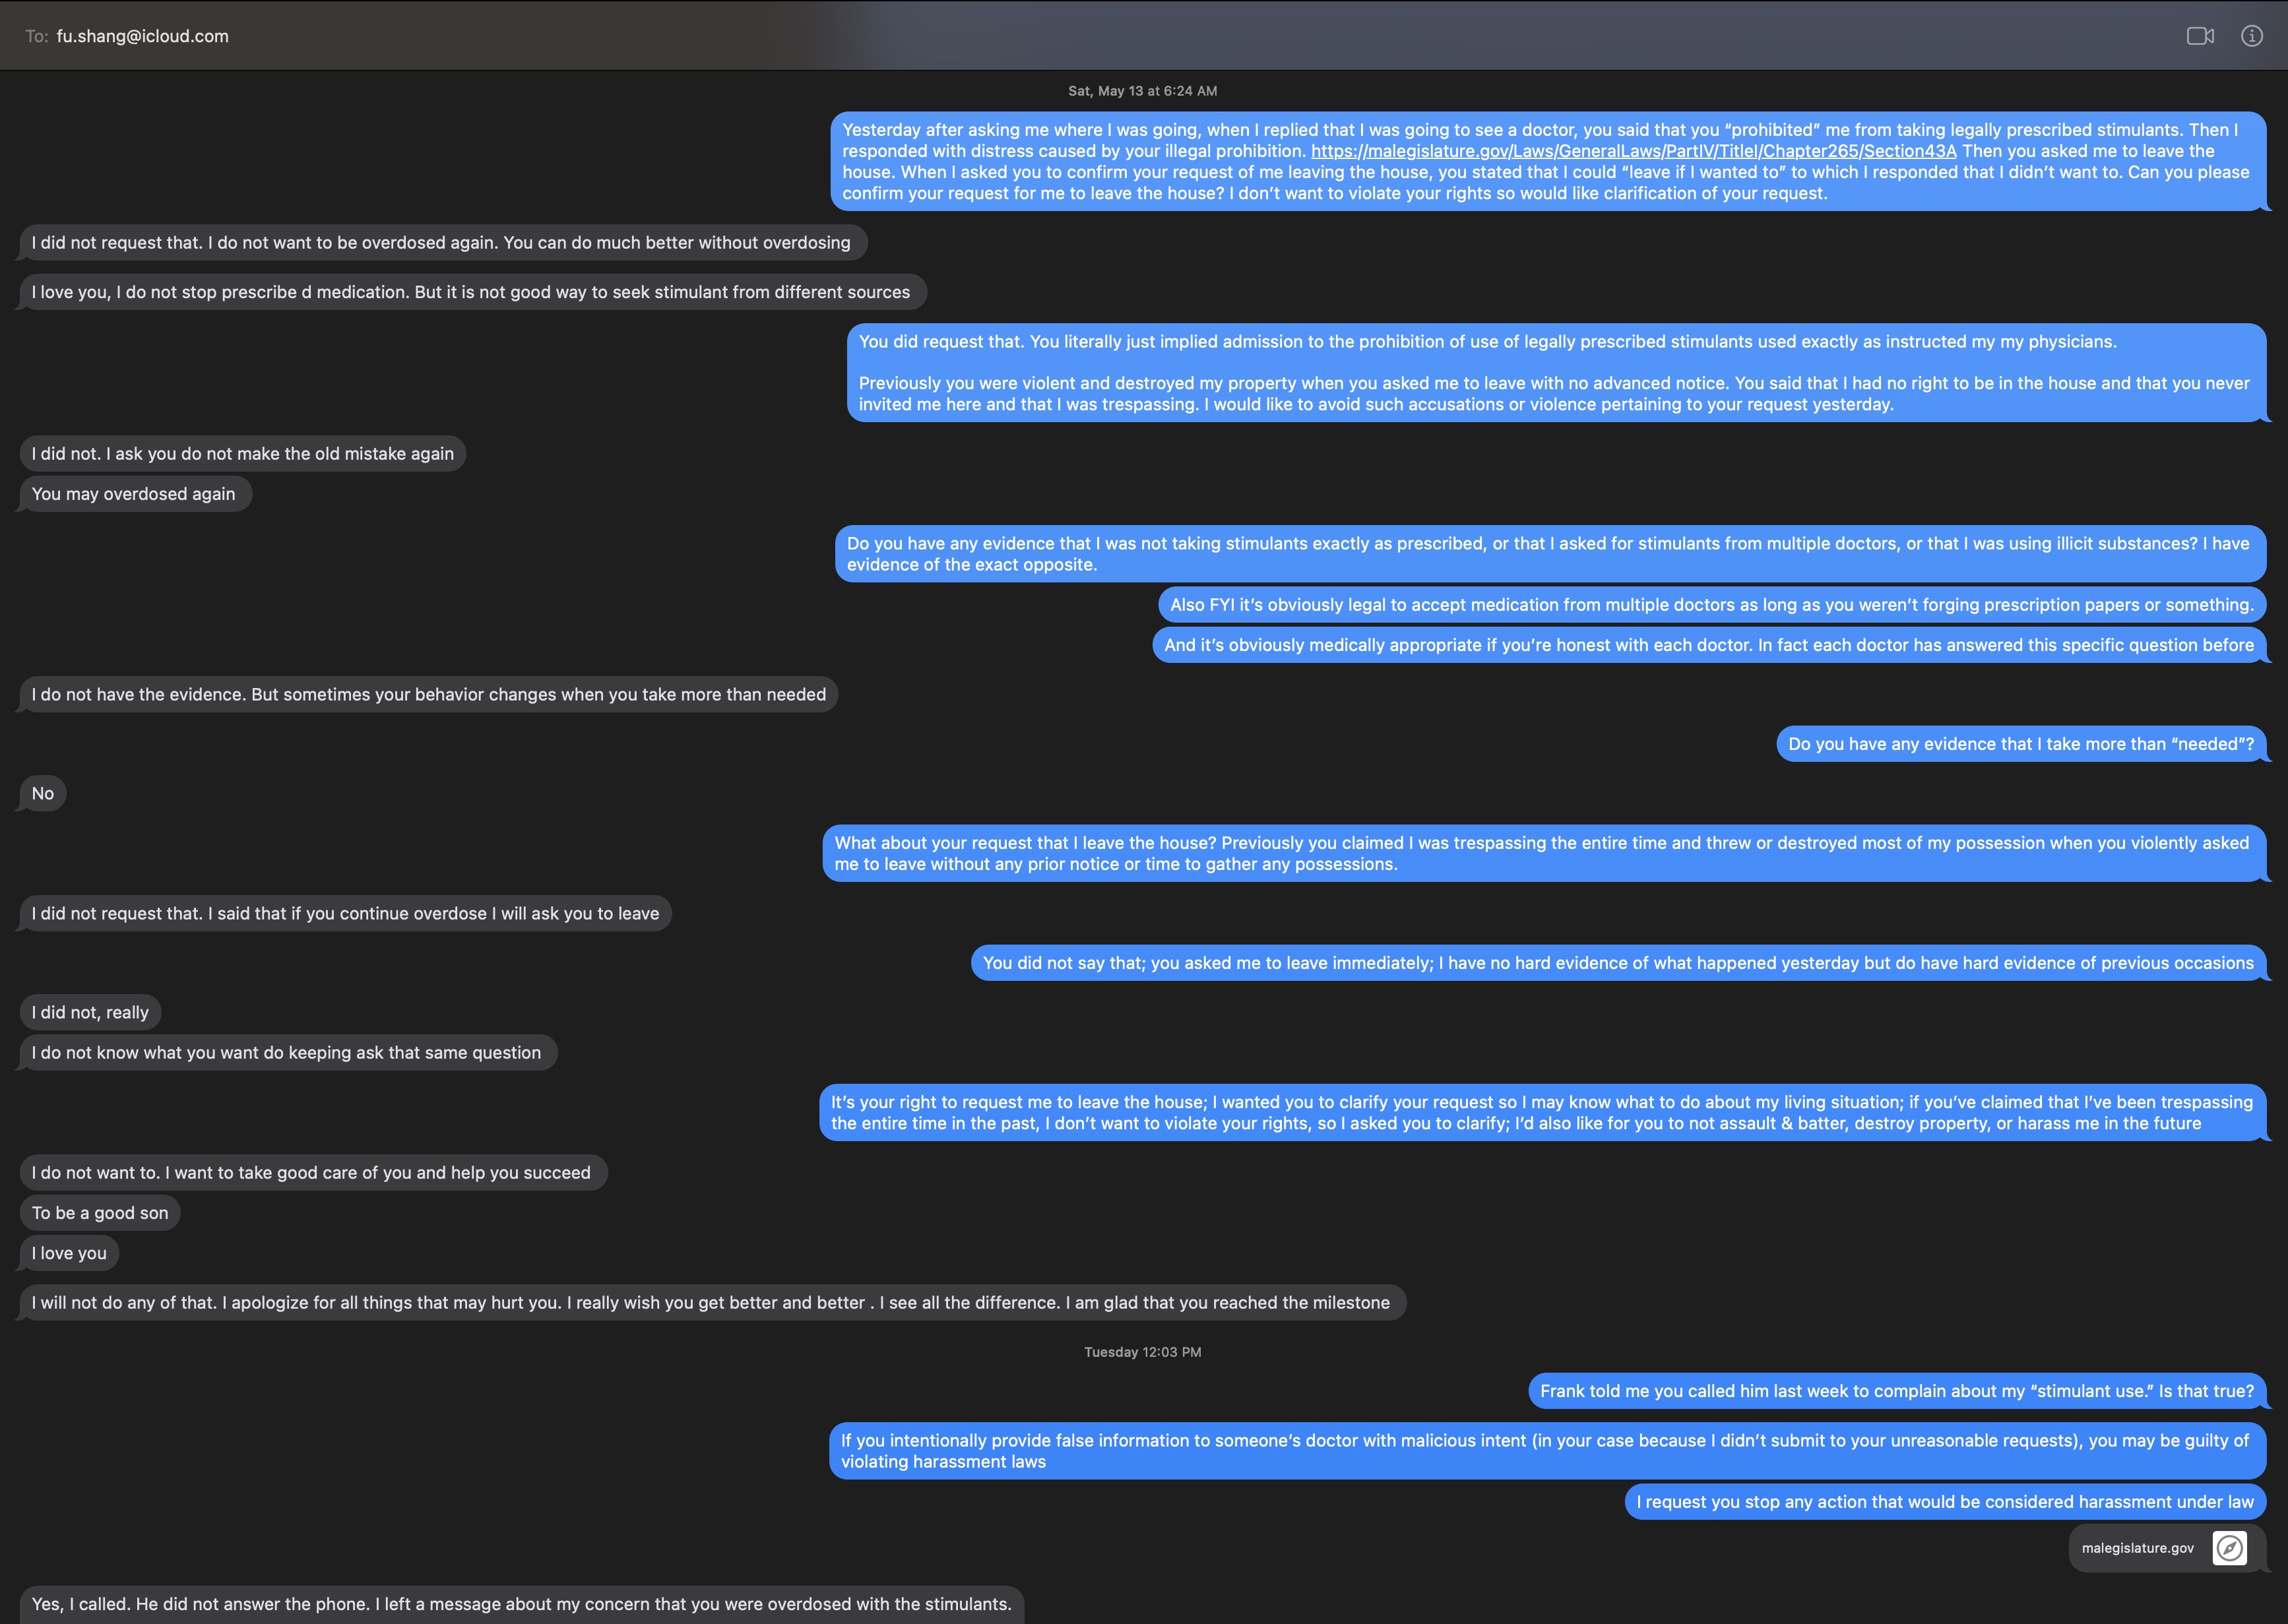 To: fu.shang@icloud.com
Sat, May 13 at 6:24 AM
Yesterday after asking me where I was going, when I replied that I was going to see a doctor, you said that you “prohibited” me from taking legally prescribed stimulants. Then I
responded with distress caused by your illegal prohibition. https://malegislature.gov/Laws/GeneralLaws/PartIV/TitleI/Chapter265/Section43A Then you asked me to leave the
house. When I asked you to confirm your request of me leaving the house, you stated that I could “leave if I wanted to” to which I responded that I didn’t want to. Can you please
confirm your request for me to leave the house? I don’t want to violate your rights so would like clarification of your request.
I did not request that. I do not want to be overdosed again. You can do much better without overdosing
I love you, I do not stop prescribe d medication. But it is not good way to seek stimulant from different sources
You did request that. You literally just implied admission to the prohibition of use of legally prescribed stimulants used exactly as instructed my my physicians.
Previously you were violent and destroyed my property when you asked me to leave with no advanced notice. You said that I had no right to be in the house and that you never
invited me here and that I was trespassing. I would like to avoid such accusations or violence pertaining to your request yesterday.
I did not. I ask you do not make the old mistake again
You may overdosed again
Do you have any evidence that I was not taking stimulants exactly as prescribed, or that I asked for stimulants from multiple doctors, or that I was using illicit substances? I have
evidence of the exact opposite.
Also FYI it’s obviously legal to accept medication from multiple doctors as long as you weren’t forging prescription papers or something.
And it’s obviously medically appropriate if you’re honest with each doctor. In fact each doctor has answered this specific question before
I do not have the evidence. But sometimes your behavior changes when you take more than needed
Do you have any evidence that I take more than “needed”?
No
What about your request that I leave the house? Previously you claimed I was trespassing the entire time and threw or destroyed most of my possession when you violently asked
me to leave without any prior notice or time to gather any possessions.
I did not request that. I said that if you continue overdose I will ask you to leave
You did not say that; you asked me to leave immediately; I have no hard evidence of what happened yesterday but do have hard evidence of previous occasions
I did not, really
I do not know what you want do keeping ask that same question
It’s your right to request me to leave the house; I wanted you to clarify your request so I may know what to do about my living situation; if you’ve claimed that I’ve been trespassing
the entire time in the past, I don’t want to violate your rights, so I asked you to clarify; I’d also like for you to not assault & batter, destroy property, or harass me in the future
I do not want to. I want to take good care of you and help you succeed
To be a good son
I love you
I will not do any of that. I apologize for all things that may hurt you. I really wish you get better and better . I see all the difference. I am glad that you reached the milestone
Tuesday 12:03 PM
Frank told me you called him last week to complain about my “stimulant use.” Is that true?
If you intentionally provide false information to someone’s doctor with malicious intent (in your case because I didn’t submit to your unreasonable requests), you may be guilty of
violating harassment laws
I request you stop any action that would be considered harassment under law
malegislature.gov
Yes, I called. He did not answer the phone. I left a message about my concern that you were overdosed with the stimulants.